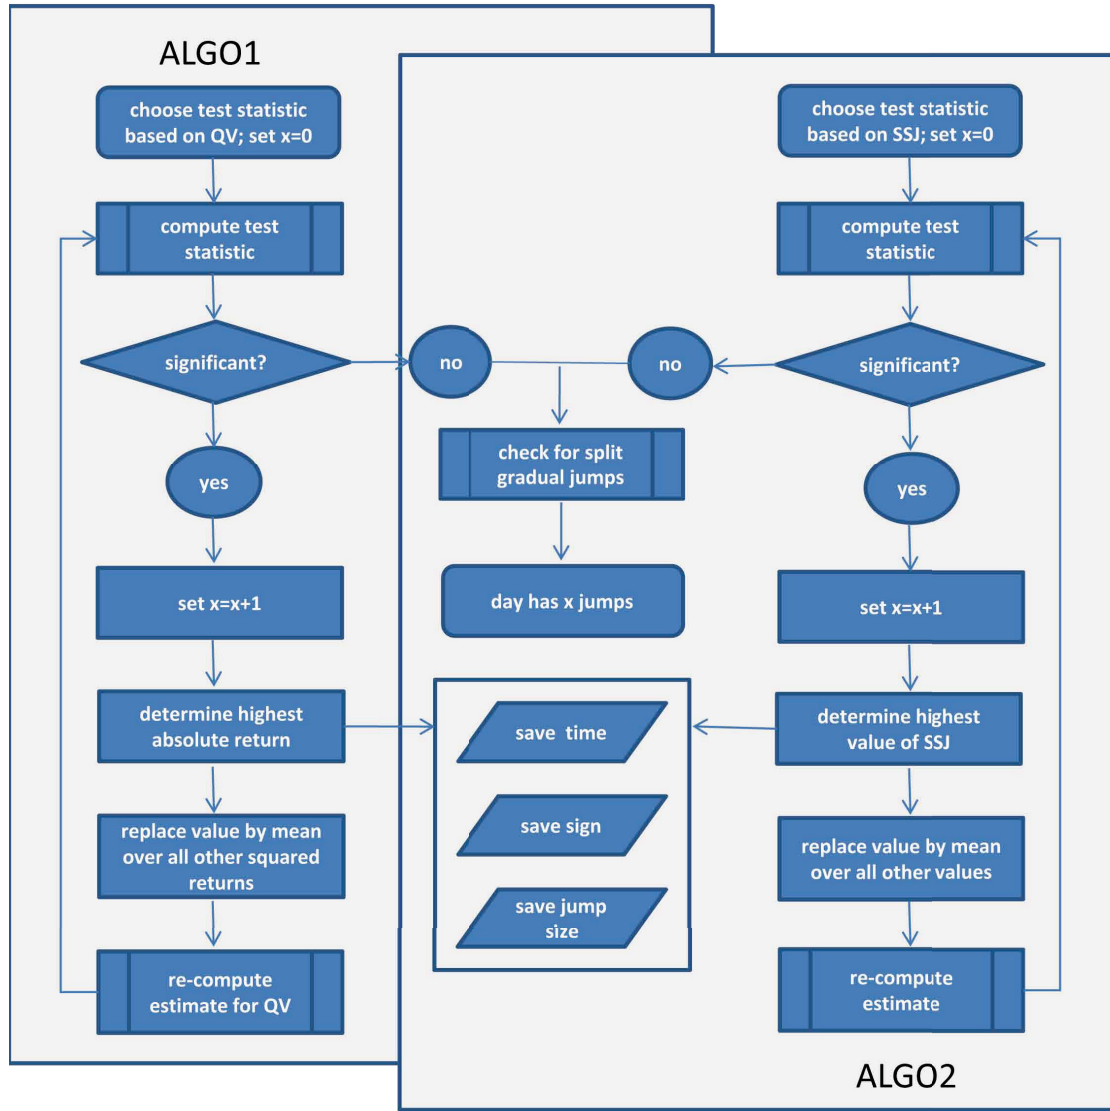 ALGO1
choose test statistic
based on QV; set x=0
compute test
statistic
significant?
yes
set x=x+1
determine highest
absolute return
replace value by mean
over all other squared
returns
re-compute
estimate for QV
no
no
check for split
gradual jumps
day has x jumps
save time
save sign
save jump
size
choose test statistic
based on SSJ; set x=0
compute test
statistic
significant?
yes
set x=x+1
determine highest
value of SSJ
replace value by mean
over all other values
re-compute
estimate
ALGO2